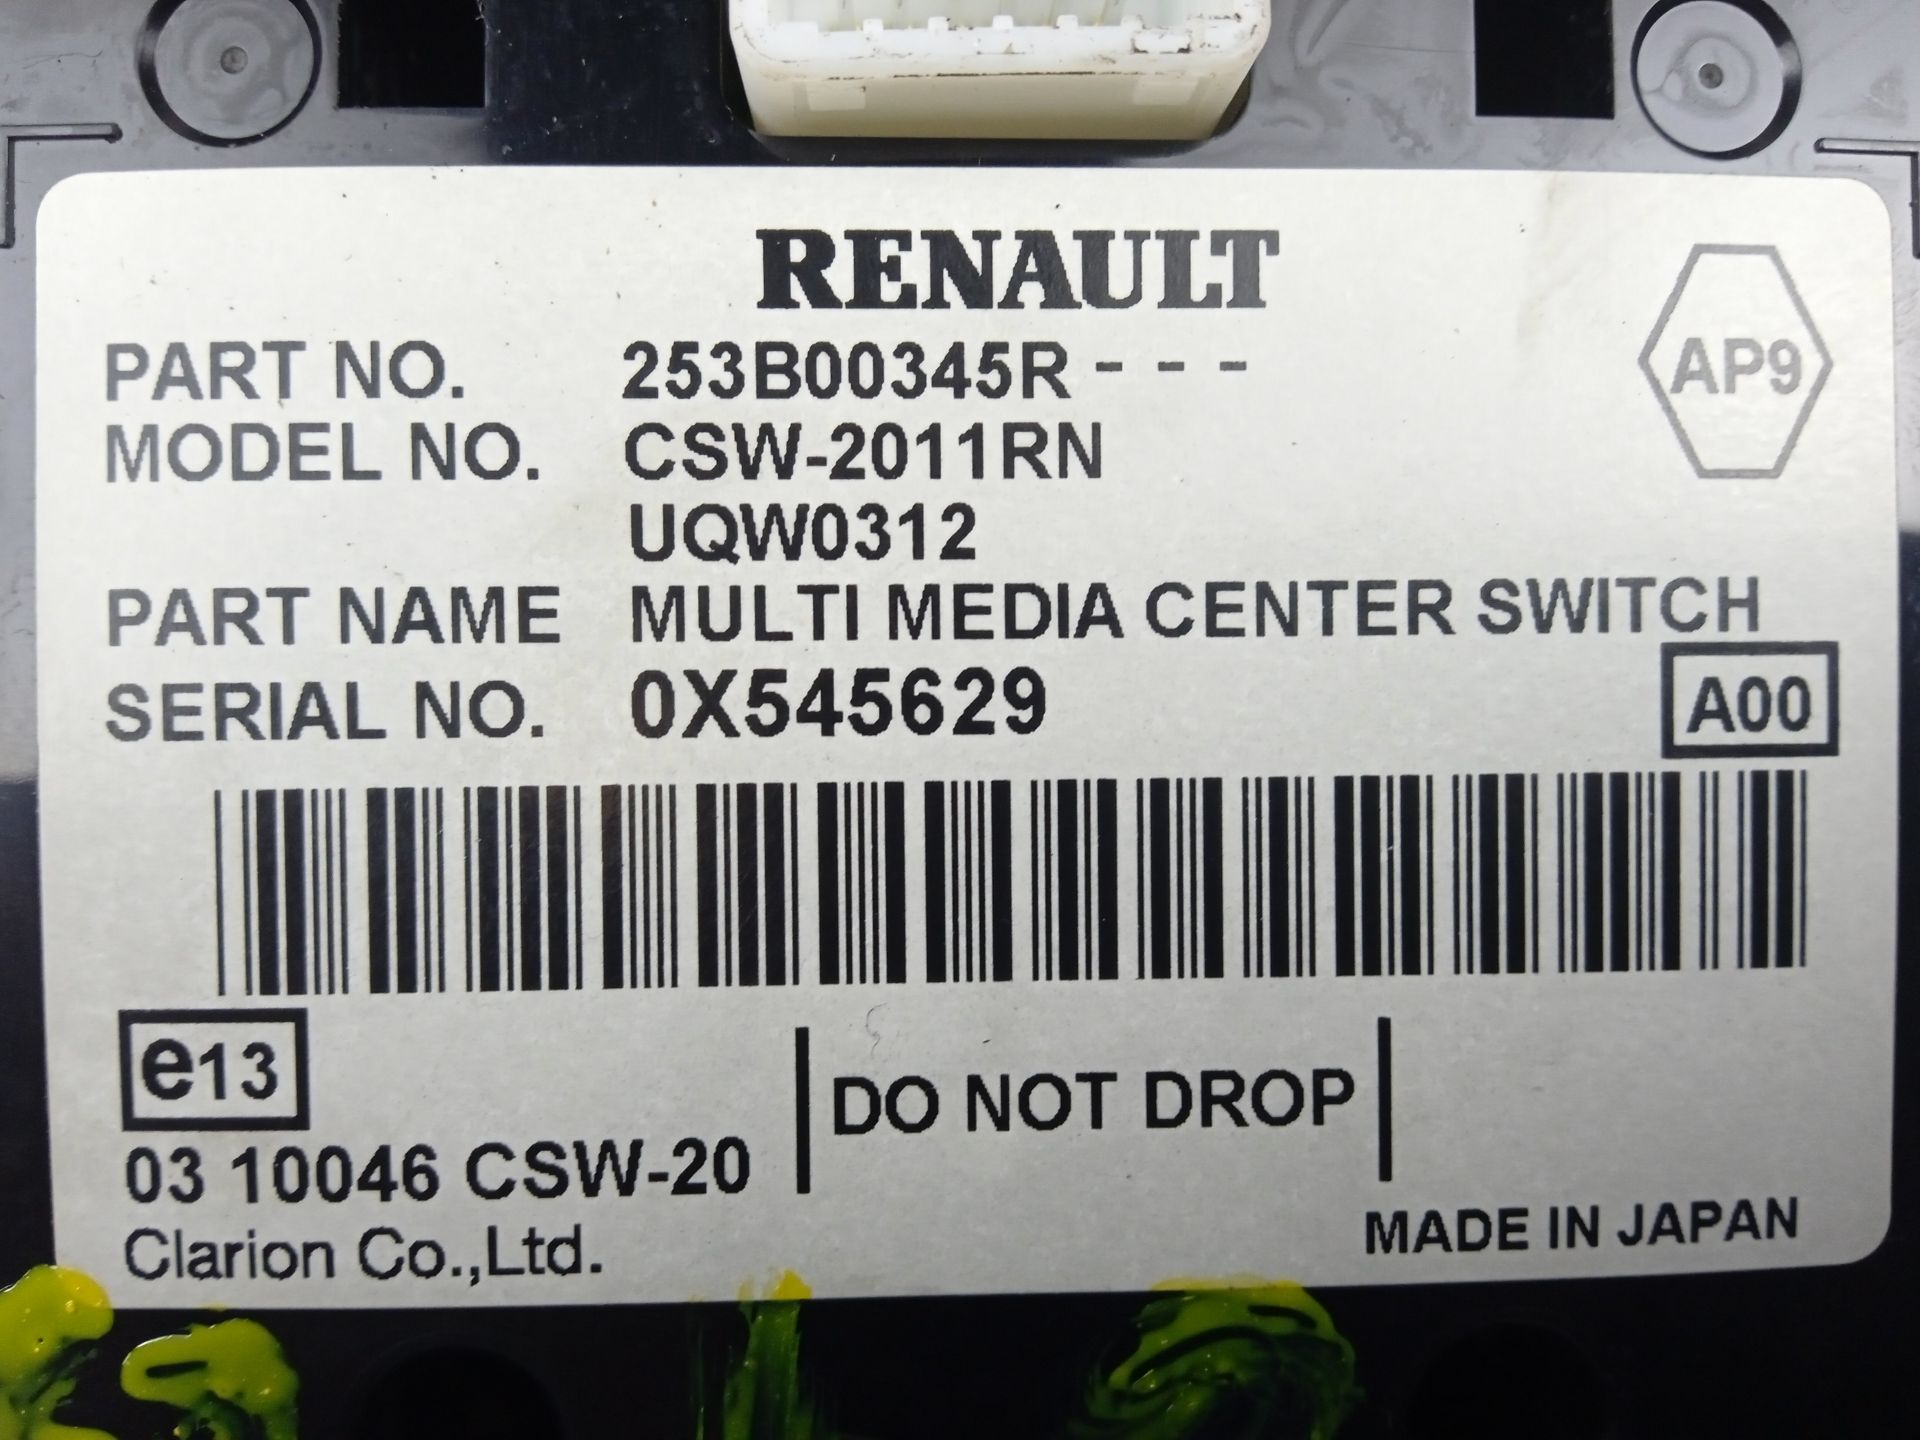 RENAULT
PART NO. 253B00345R - - -
AP9
MODEL NO. CSW-2011RN
UQW0312
PART NAME MULTI MEDIA CENTER SWITCH
SERIAL NO. 0X545629
A00
e13
DO NOT DROP
03 10046 CSW-20
Clarion Co.,Ltd.
MADE IN JAPAN